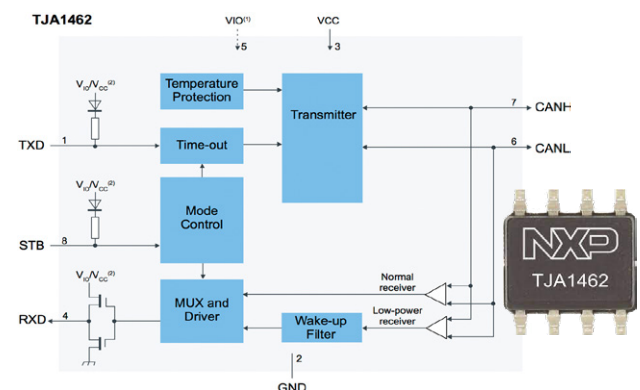 TJA1462
VIO(1)
VCC
5
3
VIO/VCC(2)
Temperature
Protection
Transmitter
7
CANH
TXD
1
Time-out
6
CANL
VIO/VCC(2)
Mode
Control
STB
8
NXP
TJA1462
VIO/VCC(2)
Normal
receiver
MUX and
Driver
RXD
4
Low-power
receiver
Wake-up
Filter
2
GND